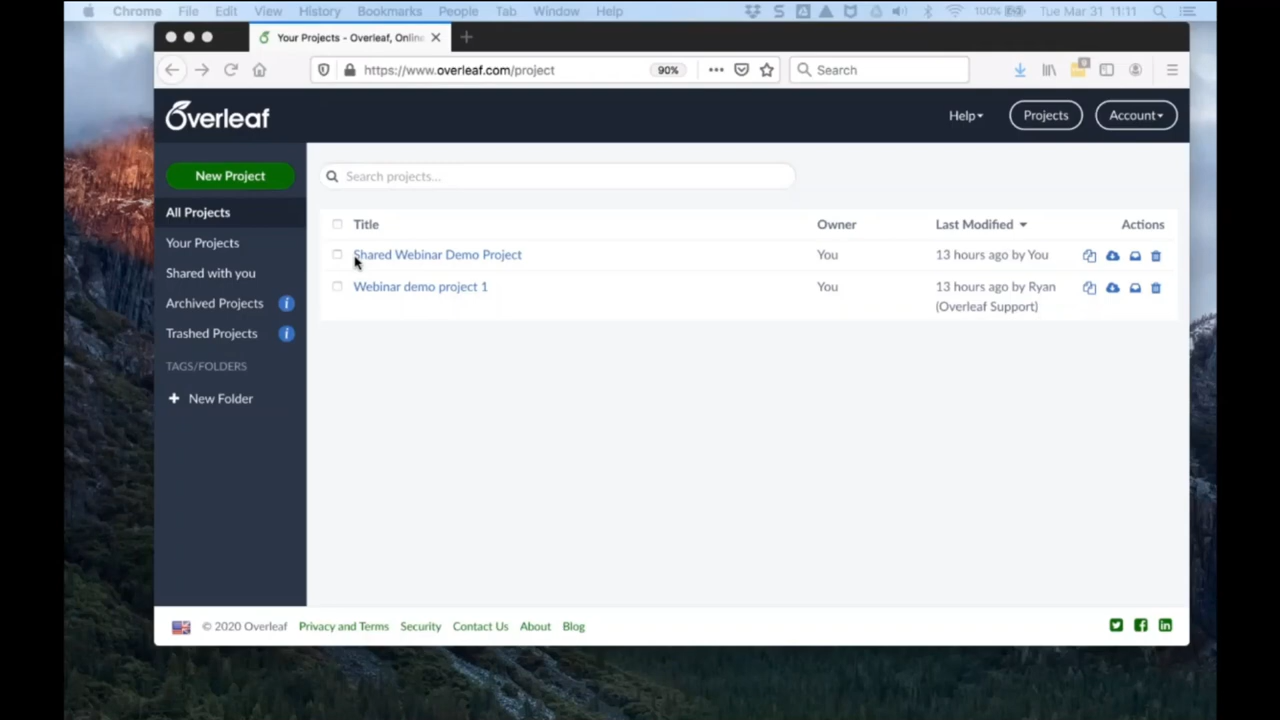 Chrome File Edit View History Bookmarks People Tab Window Help 100% Tue Mar 31 11:11
Your Projects - Overleaf, Online
https://www.overleaf.com/project 90% Search
Overleaf Help Projects Account
New Project Search projects...
All Projects Title Owner Last Modified Actions
Your Projects Shared Webinar Demo Project You 13 hours ago by You
Shared with you Webinar demo project 1 You 13 hours ago by Ryan
Archived Projects (Overleaf Support)
Trashed Projects
TAGS/FOLDERS
New Folder
© 2020 Overleaf Privacy and Terms Security Contact Us About Blog